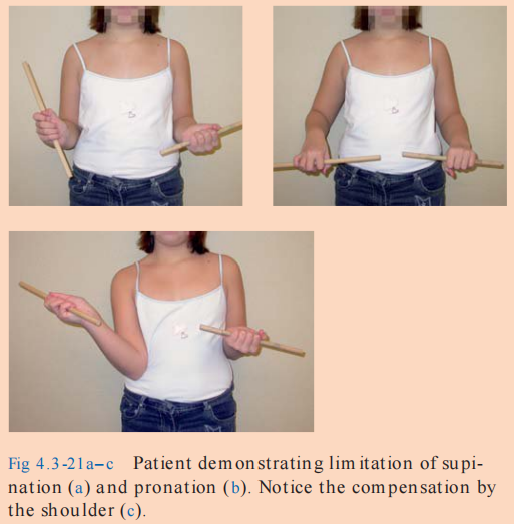 Fig 4.3-21a–c Patient demonstrating limitation of supi-
nation (a) and pronation (b). Notice the compensation by
the shoulder (c).